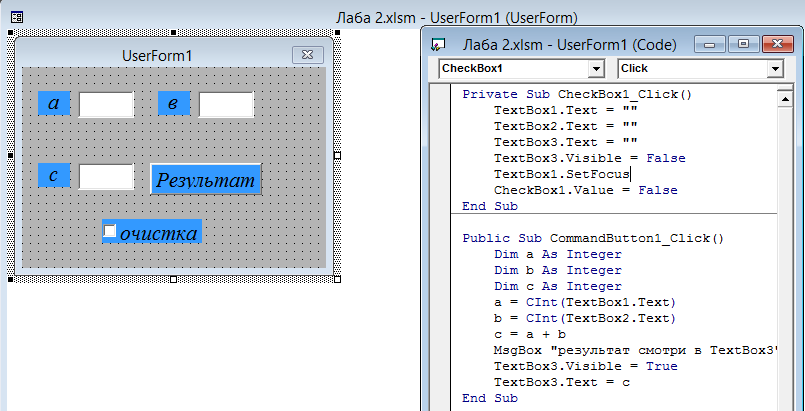 Лаба 2.xlsm - UserForm1 (UserForm)
UserForm1
а
в
с
Результат
очистка
Лаба 2.xlsm - UserForm1 (Code)
CheckBox1
Click
Private Sub CheckBox1_Click()
TextBox1.Text = ""
TextBox2.Text = ""
TextBox3.Text = ""
TextBox3.Visible = False
TextBox1.SetFocus
CheckBox1.Value = False
End Sub
Public Sub CommandButton1_Click()
Dim a As Integer
Dim b As Integer
Dim c As Integer
a = CInt(TextBox1.Text)
b = CInt(TextBox2.Text)
c = a + b
MsgBox "результат смотри в TextBox3"
TextBox3.Visible = True
TextBox3.Text = c
End Sub